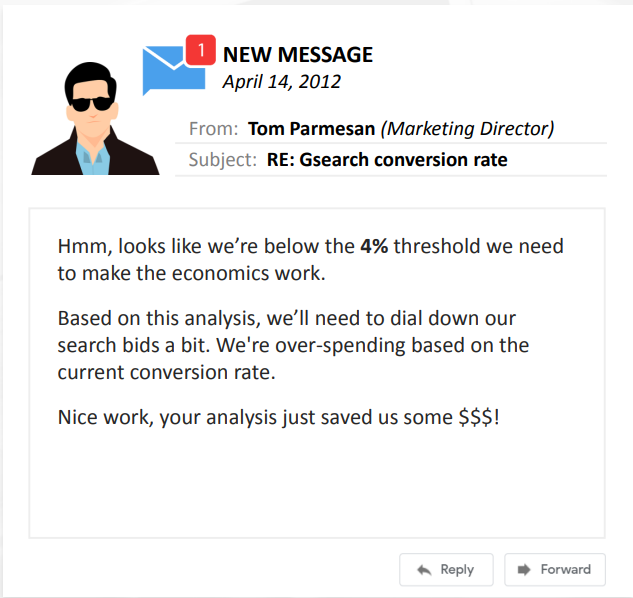 1
NEW MESSAGE
April 14, 2012
From: Tom Parmesan (Marketing Director)
Subject: RE: Gsearch conversion rate
Hmm, looks like we’re below the 4% threshold we need
to make the economics work.
Based on this analysis, we’ll need to dial down our
search bids a bit. We're over-spending based on the
current conversion rate.
Nice work, your analysis just saved us some $$$!
Reply
Forward